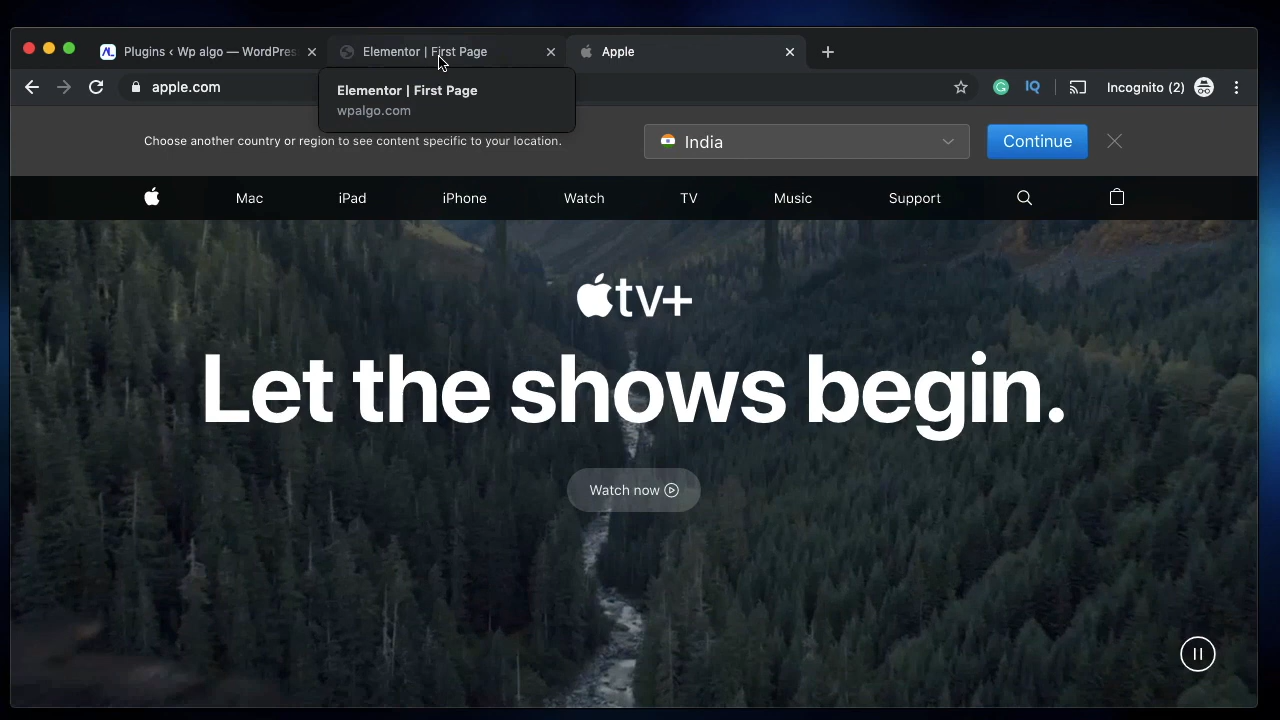 Plugins ‹ Wp algo — WordPres
Elementor | First Page
Apple
apple.com
IQ
Incognito (2)
Elementor | First Page
wpalgo.com
Choose another country or region to see content specific to your location.
India
Continue
Mac
iPad
iPhone
Watch
TV
Music
Support
tv+
Let the shows begin.
Watch now